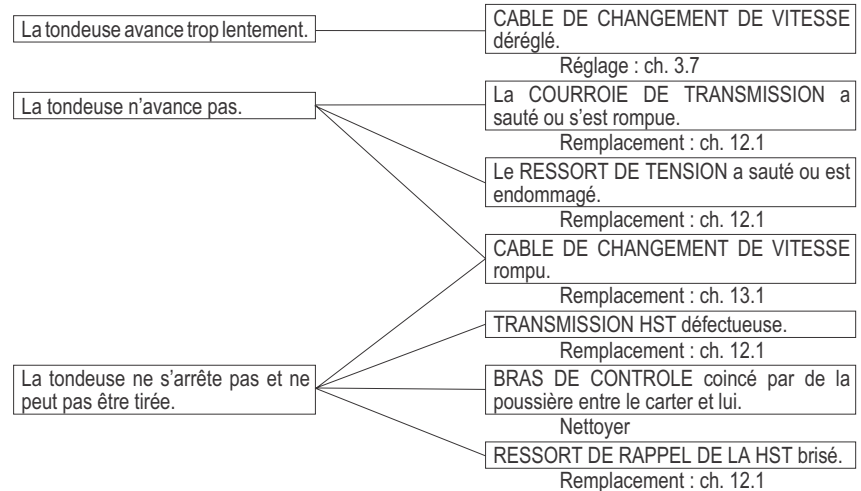 La tondeuse avance trop lentement.
CABLE DE CHANGEMENT DE VITESSE
déréglé.
Réglage : ch. 3.7
La tondeuse n’avance pas.
La COURROIE DE TRANSMISSION a
sauté ou s’est rompue.
Remplacement : ch. 12.1
Le RESSORT DE TENSION a sauté ou est
endommagé.
Remplacement : ch. 12.1
CABLE DE CHANGEMENT DE VITESSE
rompu.
Remplacement : ch. 13.1
TRANSMISSION HST défectueuse.
Remplacement : ch. 12.1
La tondeuse ne s’arrête pas et ne
peut pas être tirée.
BRAS DE CONTROLE coincé par de la
poussière entre le carter et lui.
Nettoyer
RESSORT DE RAPPEL DE LA HST brisé.
Remplacement : ch. 12.1